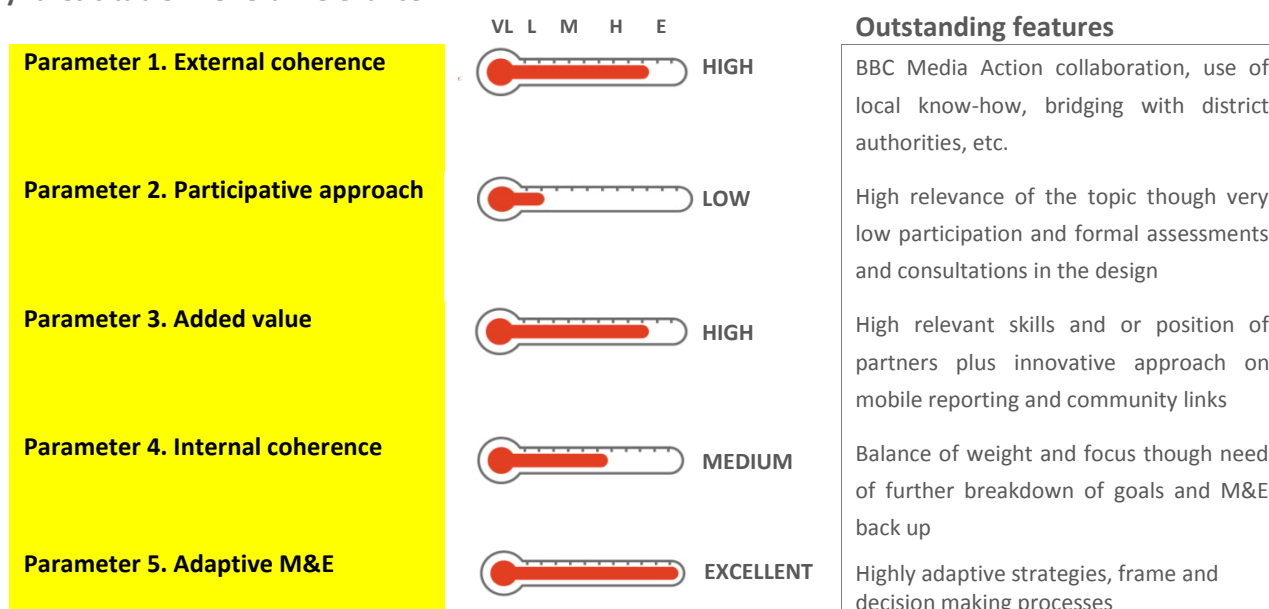 VL L M H E
Outstanding features
Parameter 1. External coherence
HIGH
BBC Media Action collaboration, use of
local know-how, bridging with district
authorities, etc.
Parameter 2. Participative approach
LOW
High relevance of the topic though very
low participation and formal assessments
and consultations in the design
Parameter 3. Added value
HIGH
High relevant skills and or position of
partners plus innovative approach on
mobile reporting and community links
Parameter 4. Internal coherence
MEDIUM
Balance of weight and focus though need
of further breakdown of goals and M&E
back up
Parameter 5. Adaptive M&E
EXCELLENT
Highly adaptive strategies, frame and
decision making processes